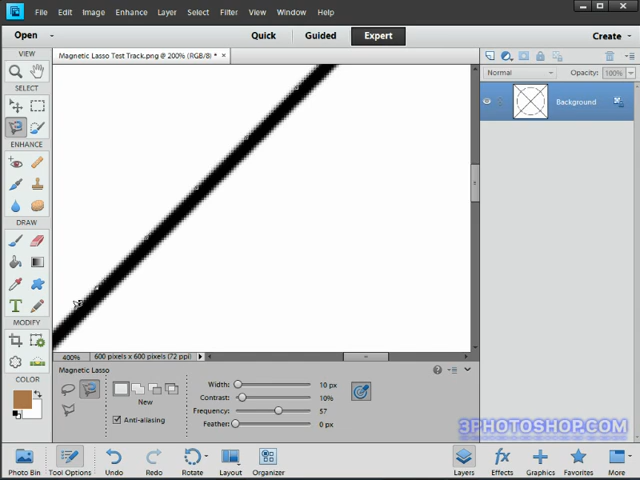 File Edit Image Enhance Layer Select Filter View Window Help
Open Quick Guided Expert Create
VIEW
Magnetic Lasso Test Track.png @ 200% (RGB/8) * ×
SELECT
Normal Opacity: 100%
Background
ENHANCE
DRAW
T
MODIFY
COLOR
400% 600 pixels x 600 pixels (72 ppi)
Magnetic Lasso
New
Anti-aliasing
Width: 10 px
Contrast: 10%
Frequency: 57
Feather: 0 px
3PHOTOSHOP.COM
Photo Bin Tool Options Undo Redo Rotate Layout Organizer Layers Effects Graphics Favorites More